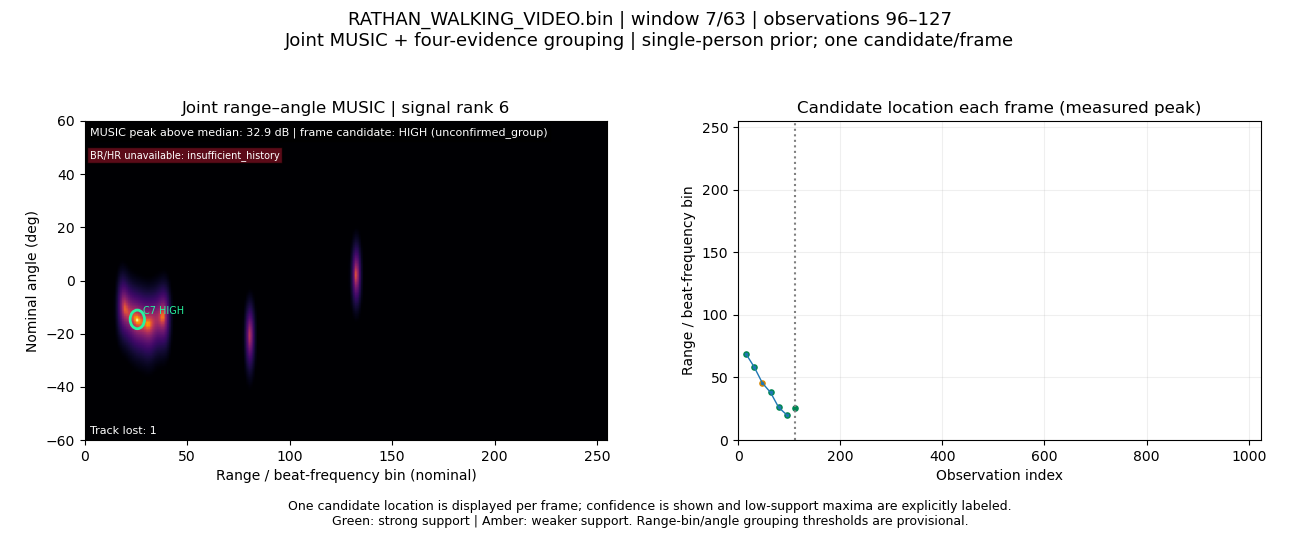 RATHAN_WALKING_VIDEO.bin | window 7/63 | observations 96–127
Joint MUSIC + four-evidence grouping | single-person prior; one candidate/frame
Joint range–angle MUSIC | signal rank 6
MUSIC peak above median: 32.9 dB | frame candidate: HIGH (unconfirmed_group)
BR/HR unavailable: insufficient_history
C7 HIGH
Track lost: 1
Nominal angle (deg)
60
40
20
0
−20
−40
−60
0
50
100
150
200
250
Range / beat-frequency bin (nominal)
Candidate location each frame (measured peak)
Range / beat-frequency bin
250
200
150
100
50
0
0
200
400
600
800
1000
Observation index
One candidate location is displayed per frame; confidence is shown and low-support maxima are explicitly labeled.
Green: strong support | Amber: weaker support. Range-bin/angle grouping thresholds are provisional.